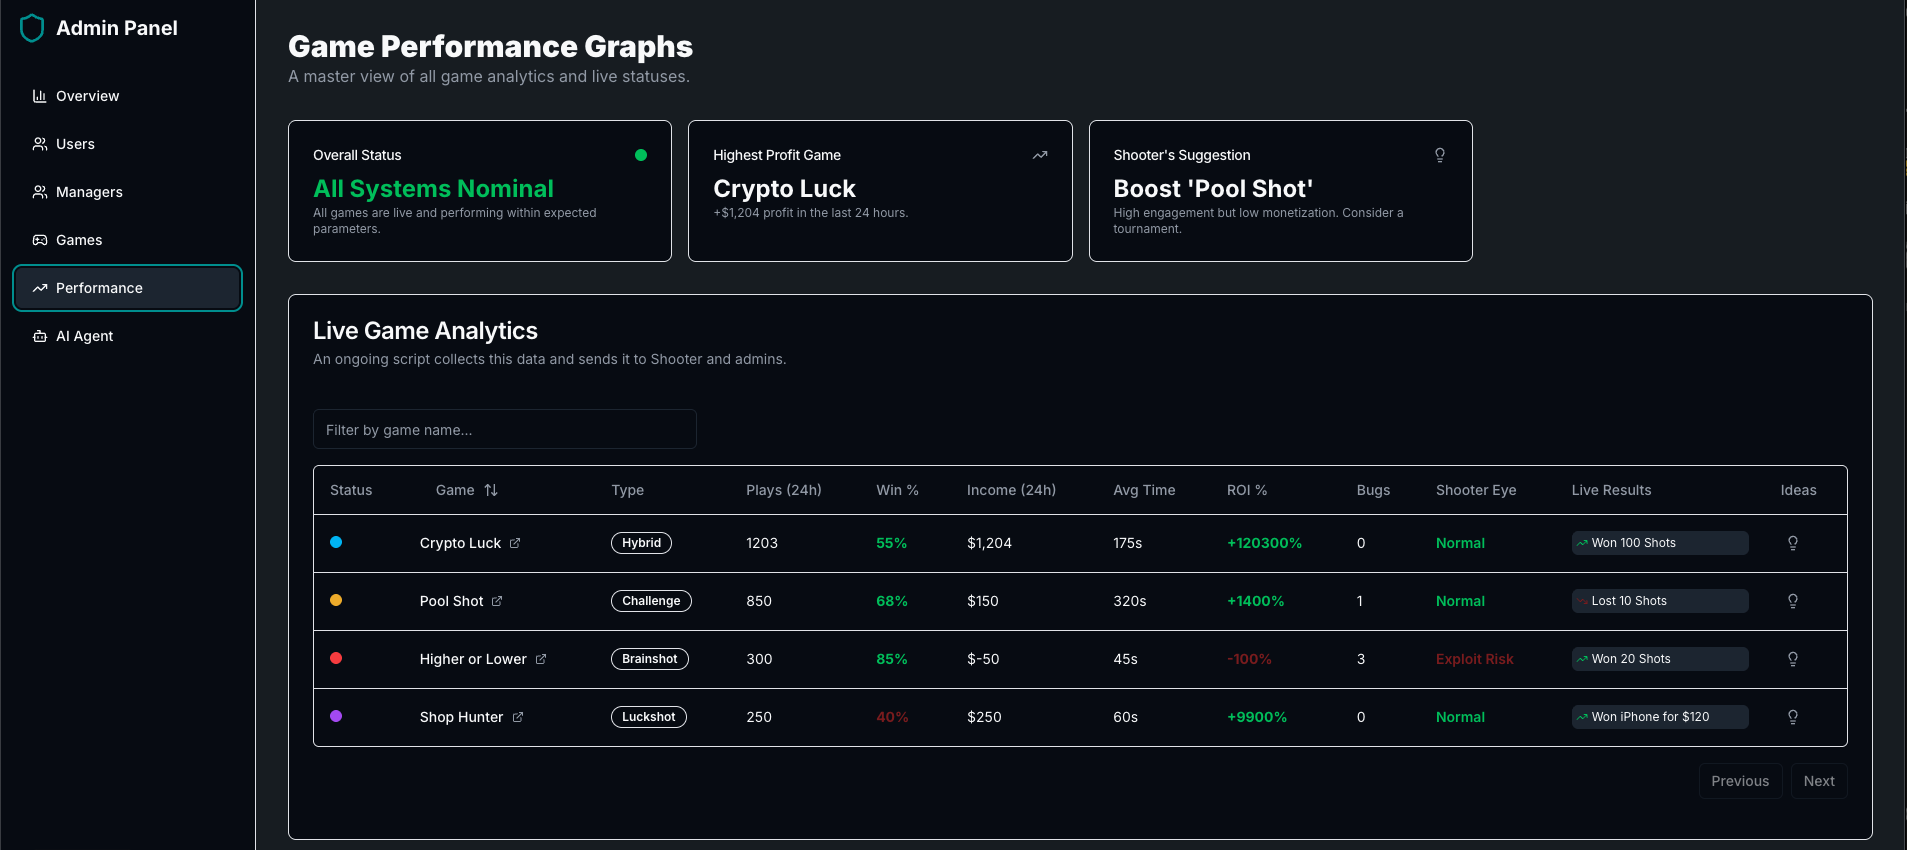 Admin Panel
Overview
Users
Managers
Games
Performance
AI Agent
Game Performance Graphs
A master view of all game analytics and live statuses.
Overall Status
All Systems Nominal
All games are live and performing within expected
parameters.
Highest Profit Game
Crypto Luck
+$1,204 profit in the last 24 hours.
Shooter's Suggestion
Boost 'Pool Shot'
High engagement but low monetization. Consider a
tournament.
Live Game Analytics
An ongoing script collects this data and sends it to Shooter and admins.
Filter by game name...
Status Game Type Plays (24h) Win % Income (24h) Avg Time ROI % Bugs Shooter Eye Live Results Ideas
Crypto Luck Hybrid 1203 55% $1,204 175s +120300% 0 Normal Won 100 Shots
Pool Shot Challenge 850 68% $150 320s +1400% 1 Normal Lost 10 Shots
Higher or Lower Brainshot 300 85% $-50 45s -100% 3 Exploit Risk Won 20 Shots
Shop Hunter Luckshot 250 40% $250 60s +9900% 0 Normal Won iPhone for $120
Previous Next